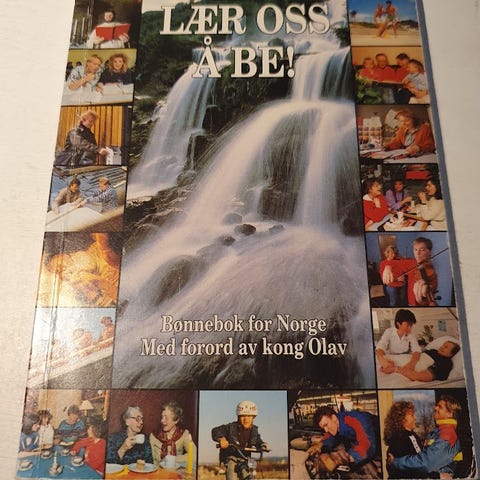 LÆR OSS
Å BE!
Bønnebok for Norge
Med forord av kong Olav